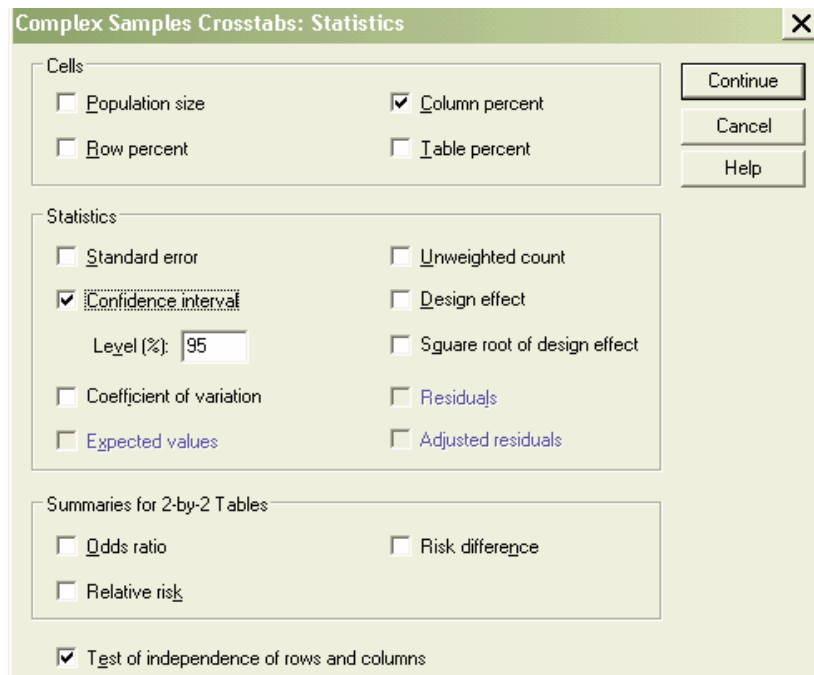 Complex Samples Crosstabs: Statistics
Cells
Population size
Column percent
Row percent
Table percent
Continue
Cancel
Help
Statistics
Standard error
Unweighted count
Confidence interval
Design effect
Level (%): 95
Square root of design effect
Coefficient of variation
Residuals
Expected values
Adjusted residuals
Summaries for 2-by-2 Tables
Odds ratio
Risk difference
Relative risk
Test of independence of rows and columns